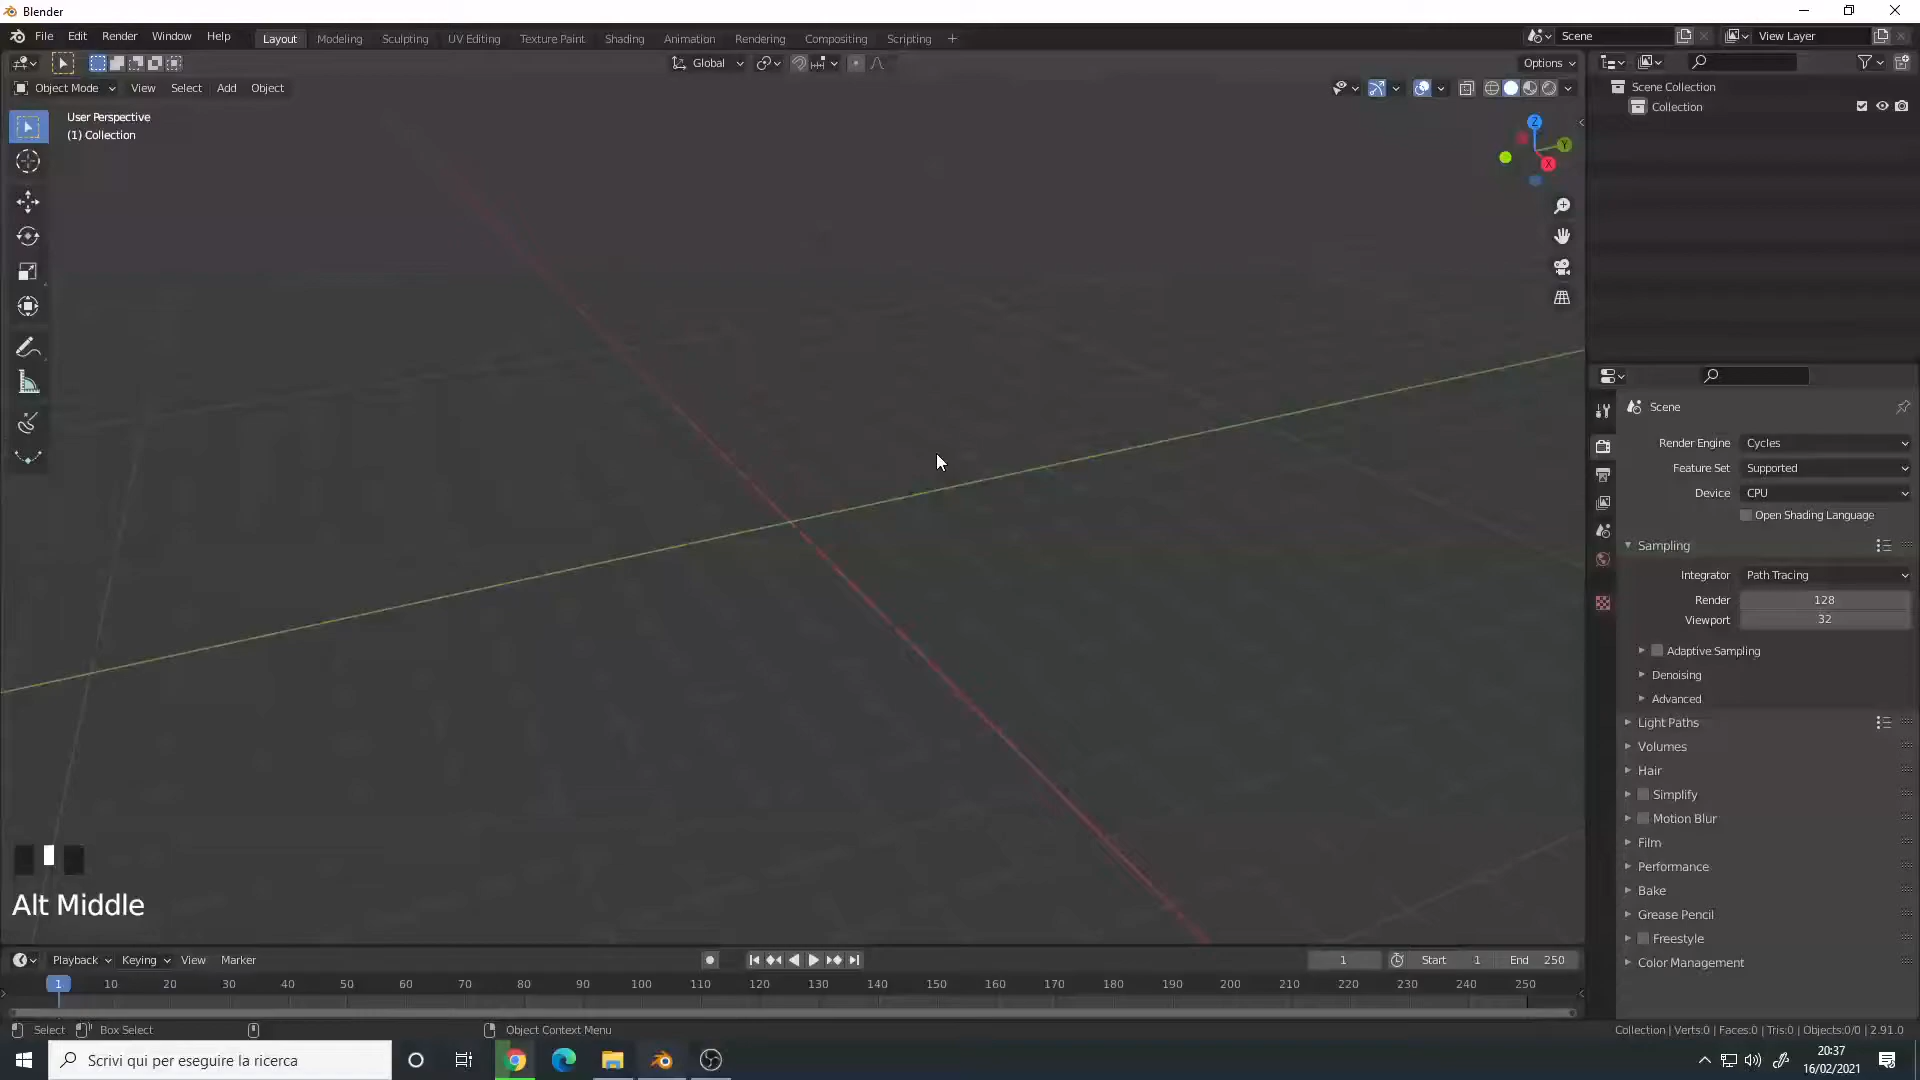 Blender
File Edit Render Window Help
Layout Modeling Sculpting UV Editing Texture Paint Shading Animation Rendering Compositing Scripting +
Scene
View Layer
Global
Options
Object Mode View Select Add Object
User Perspective
(1) Collection
Z
Y
X
Scene Collection
Collection
Scene
Render Engine Cycles
Feature Set Supported
Device CPU
Open Shading Language
Sampling
Integrator Path Tracing
Render 128
Viewport 32
Adaptive Sampling
Denoising
Advanced
Light Paths
Volumes
Hair
Simplify
Motion Blur
Film
Performance
Bake
Grease Pencil
Freestyle
Color Management
Alt Middle
Playback Keying View Marker
1 Start 1 End 250
1 10 20 30 40 50 60 70 80 90 100 110 120 130 140 150 160 170 180 190 200 210 220 230 240 250
Select Box Select Object Context Menu
Collection | Verts:0 | Faces:0 | Tris:0 | Objects:0/0 | 2.91.0
Scrivi qui per eseguire la ricerca
20:37
16/02/2021